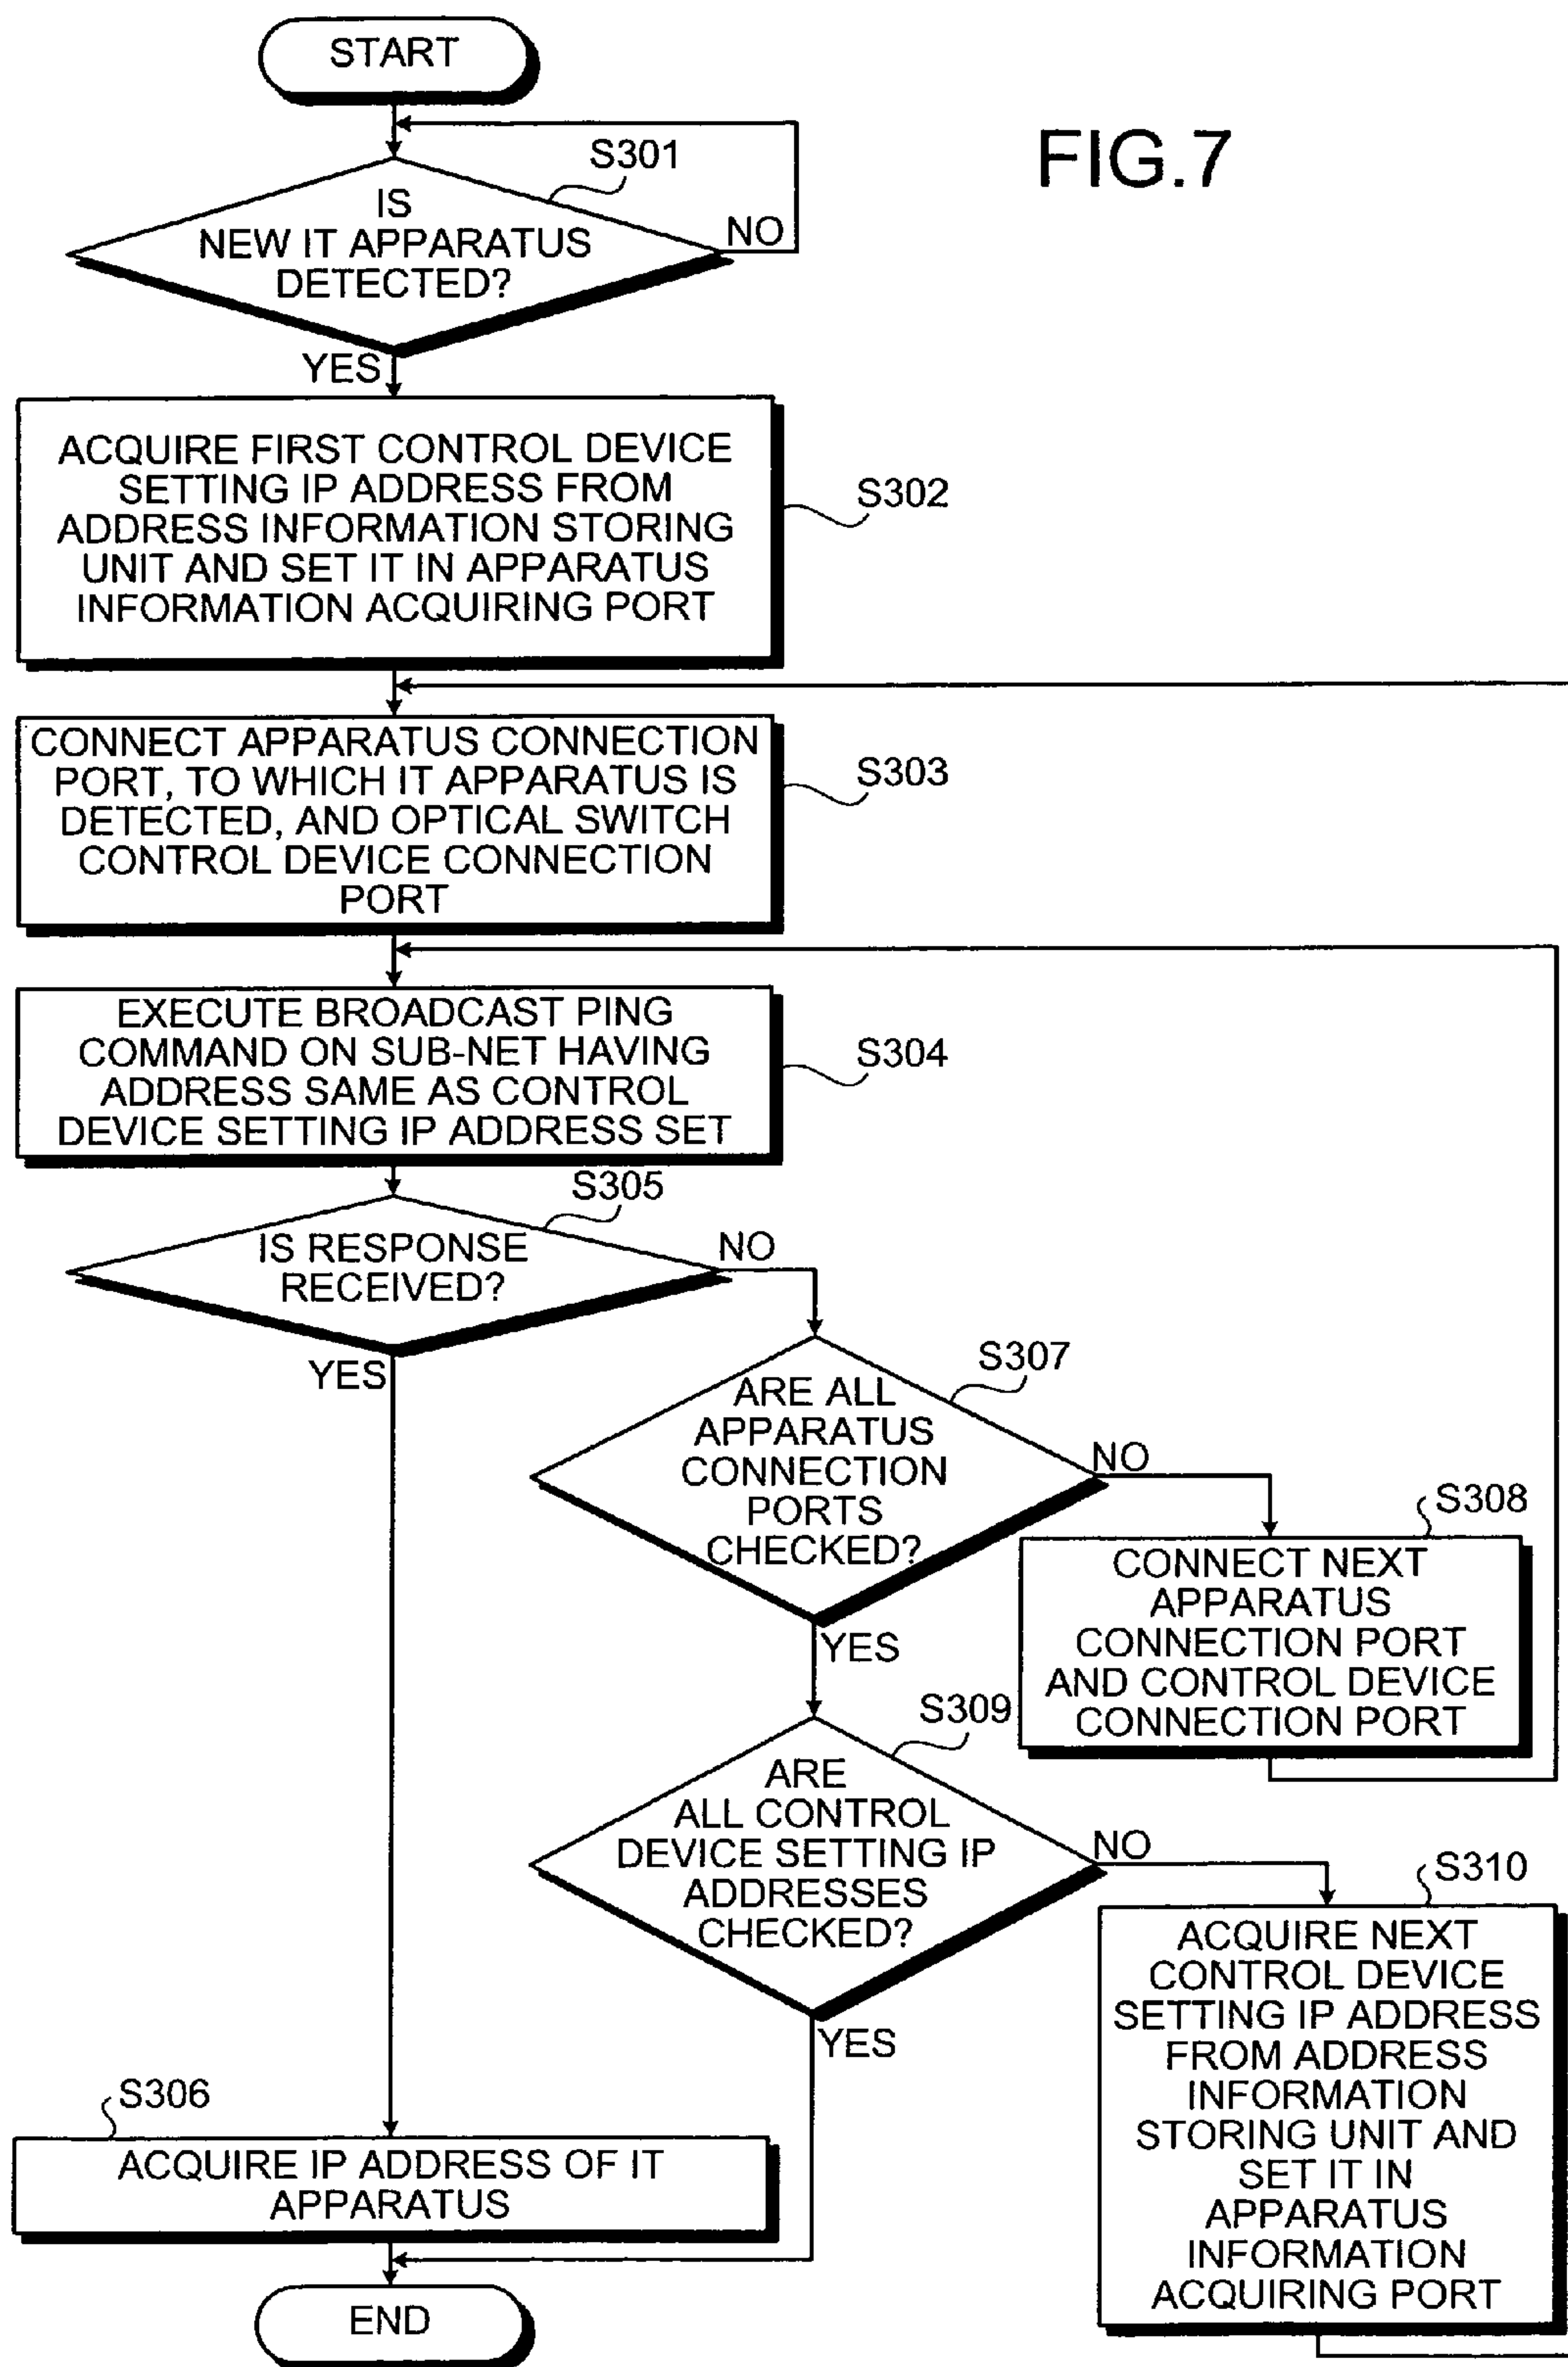 START
FIG.7
S301
IS
NEW IT APPARATUS
DETECTED?
NO
YES
ACQUIRE FIRST CONTROL DEVICE
SETTING IP ADDRESS FROM
ADDRESS INFORMATION STORING
UNIT AND SET IT IN APPARATUS
INFORMATION ACQUIRING PORT
S302
CONNECT APPARATUS CONNECTION
PORT, TO WHICH IT APPARATUS IS
DETECTED, AND OPTICAL SWITCH
CONTROL DEVICE CONNECTION
PORT
S303
EXECUTE BROADCAST PING
COMMAND ON SUB-NET HAVING
ADDRESS SAME AS CONTROL
DEVICE SETTING IP ADDRESS SET
S304
S305
IS RESPONSE
RECEIVED?
NO
YES
S307
ARE ALL
APPARATUS
CONNECTION
PORTS
CHECKED?
NO
YES
S308
CONNECT NEXT
APPARATUS
CONNECTION PORT
AND CONTROL DEVICE
CONNECTION PORT
S309
ARE
ALL CONTROL
DEVICE SETTING IP
ADDRESSES
CHECKED?
NO
YES
S310
ACQUIRE NEXT
CONTROL DEVICE
SETTING IP ADDRESS
FROM ADDRESS
INFORMATION
STORING UNIT AND
SET IT IN
APPARATUS
INFORMATION
ACQUIRING PORT
S306
ACQUIRE IP ADDRESS OF IT
APPARATUS
END